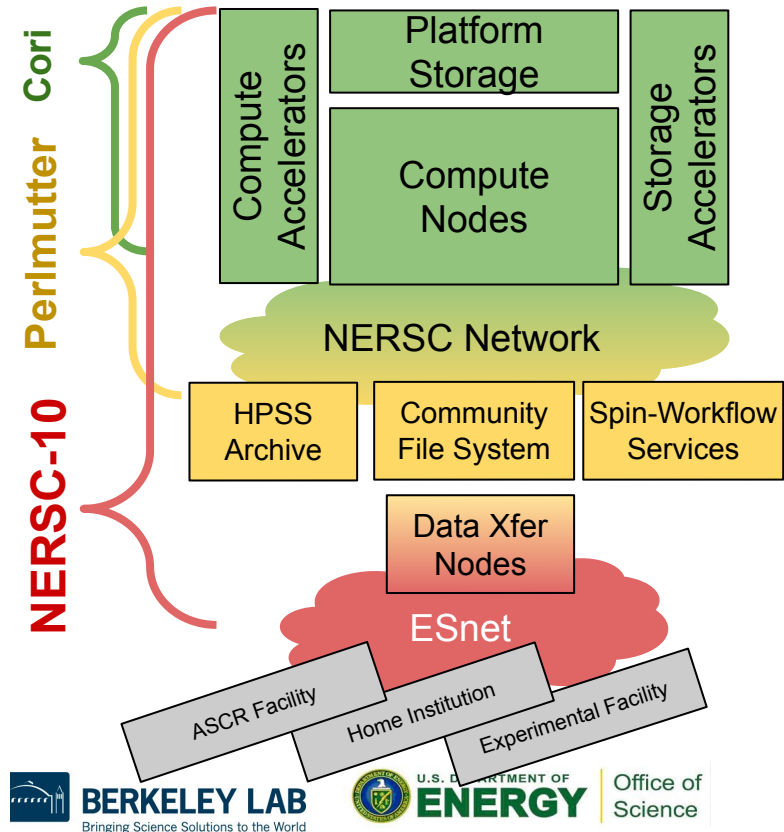 Cori
Perlmutter
NERSC-10
Compute
Accelerators
Platform
Storage
Compute
Nodes
Storage
Accelerators
NERSC Network
HPSS
Archive
Community
File System
Spin-Workflow
Services
Data Xfer
Nodes
ESnet
ASCR Facility
Home Institution
Experimental Facility
BERKELEY LAB
Bringing Science Solutions to the World
U.S. DEPARTMENT OF
ENERGY
Office of
Science